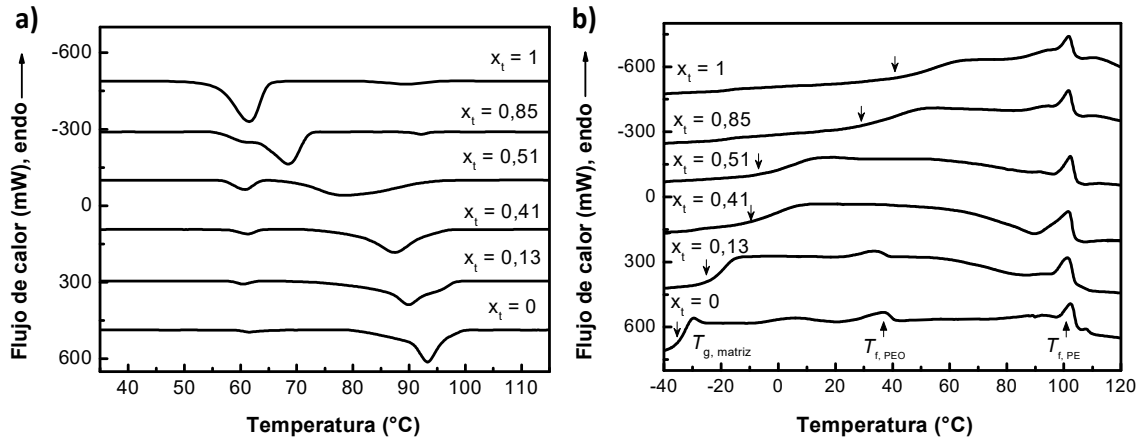 a)
Flujo de calor (mW), endo
-600
-300
0
300
600
x_t = 1
x_t = 0,85
x_t = 0,51
x_t = 0,41
x_t = 0,13
x_t = 0
40 50 60 70 80 90 100 110
Temperatura (°C)
b)
Flujo de calor (mW), endo
-600
-300
0
300
600
x_t = 1
x_t = 0,85
x_t = 0,51
x_t = 0,41
x_t = 0,13
x_t = 0
T_g, matriz
T_f, PEO
T_f, PE
-40 -20 0 20 40 60 80 100 120
Temperatura (°C)